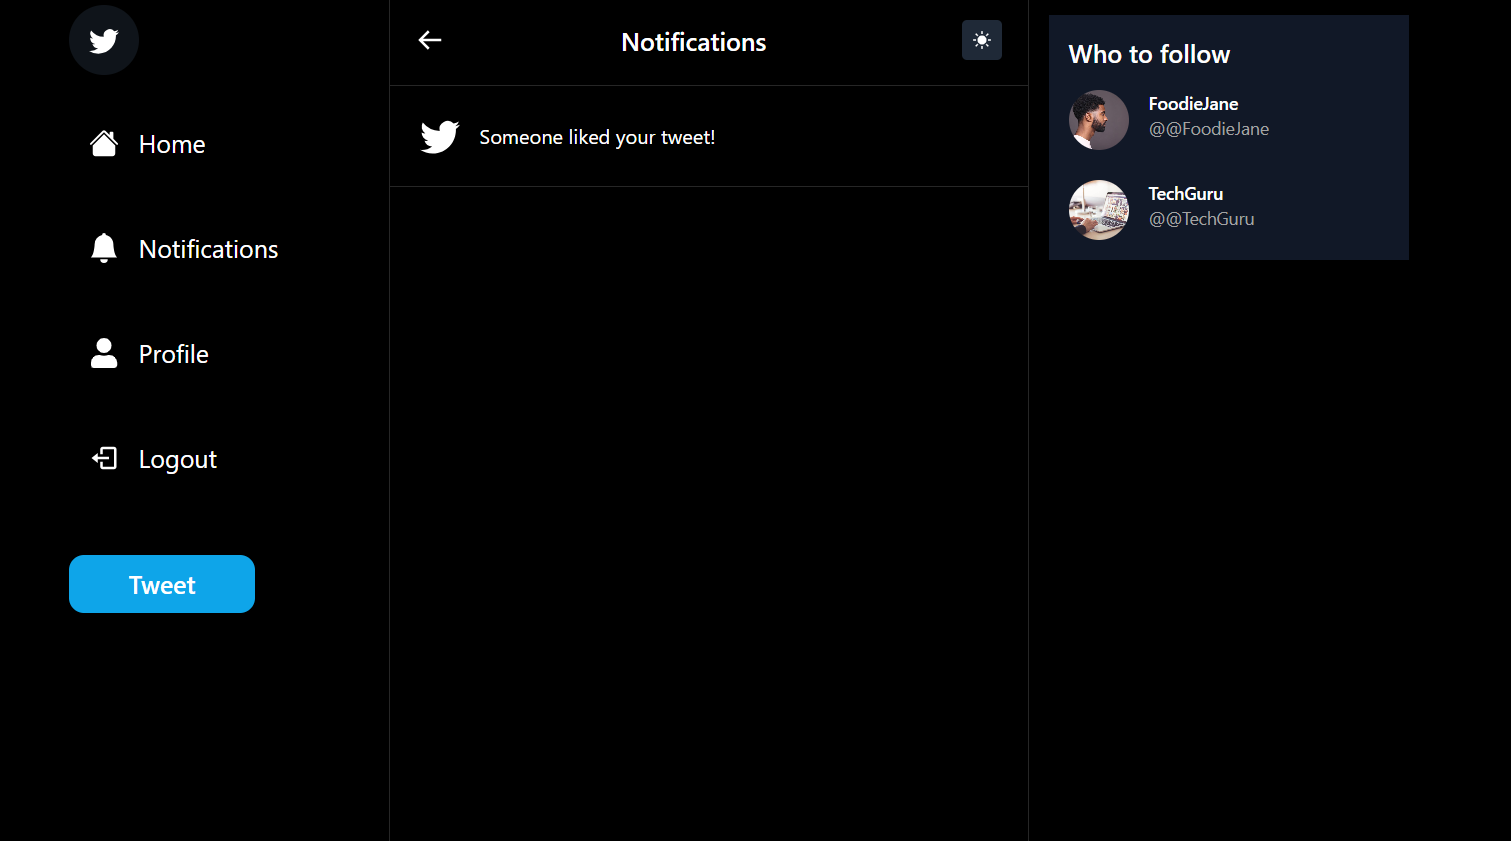 Home
Notifications
Profile
Logout
Tweet
Notifications
Someone liked your tweet!
Who to follow
FoodieJane
@@FoodieJane
TechGuru
@@TechGuru